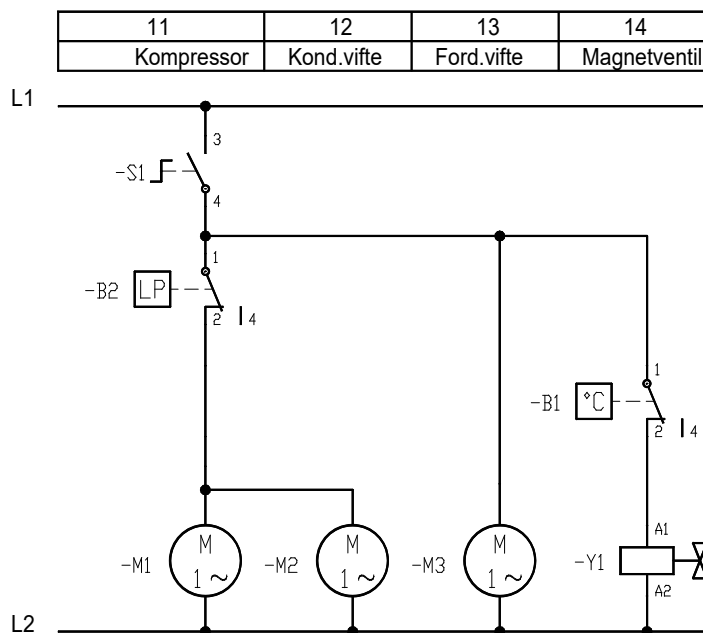 11 12 13 14
Kompressor Kond.vifte Ford.vifte Magnetventil
L1
3
-S1
4
1
-B2 LP
2 4
1
-B1 °C
2 4
M M M A1
-M1 1~ -M2 1~ -M3 1~ -Y1
A2
L2